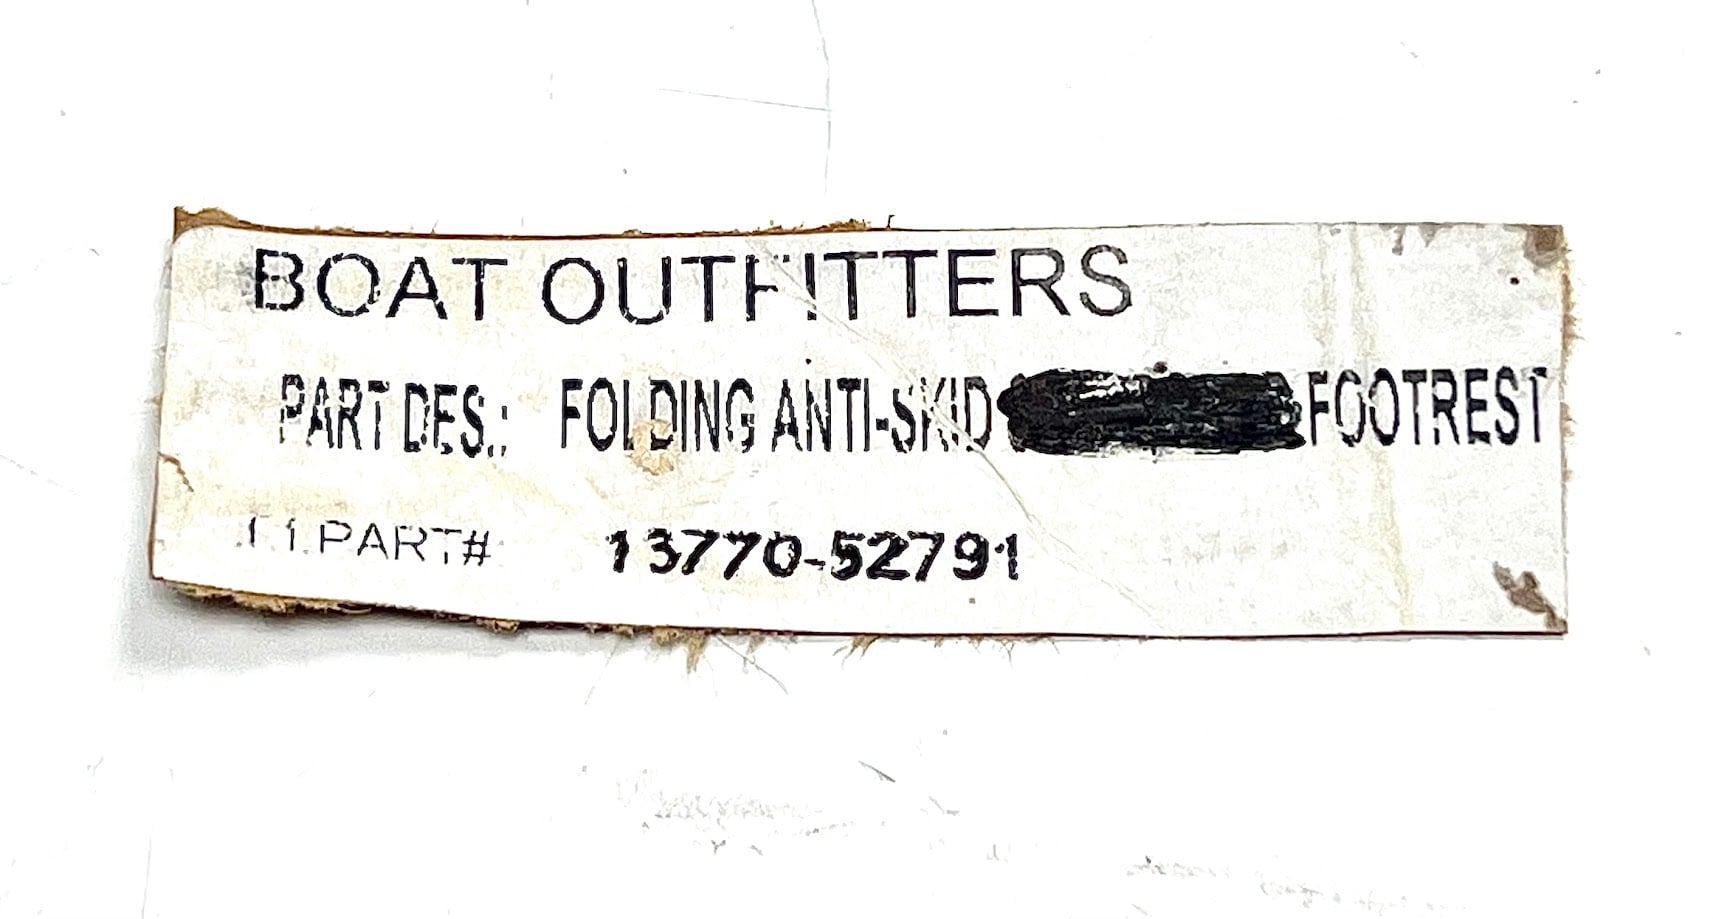 BOAT OUTFITTERS
PART DES.: FOLDING ANTI-SKID FOOTREST
PART# 13770-52791